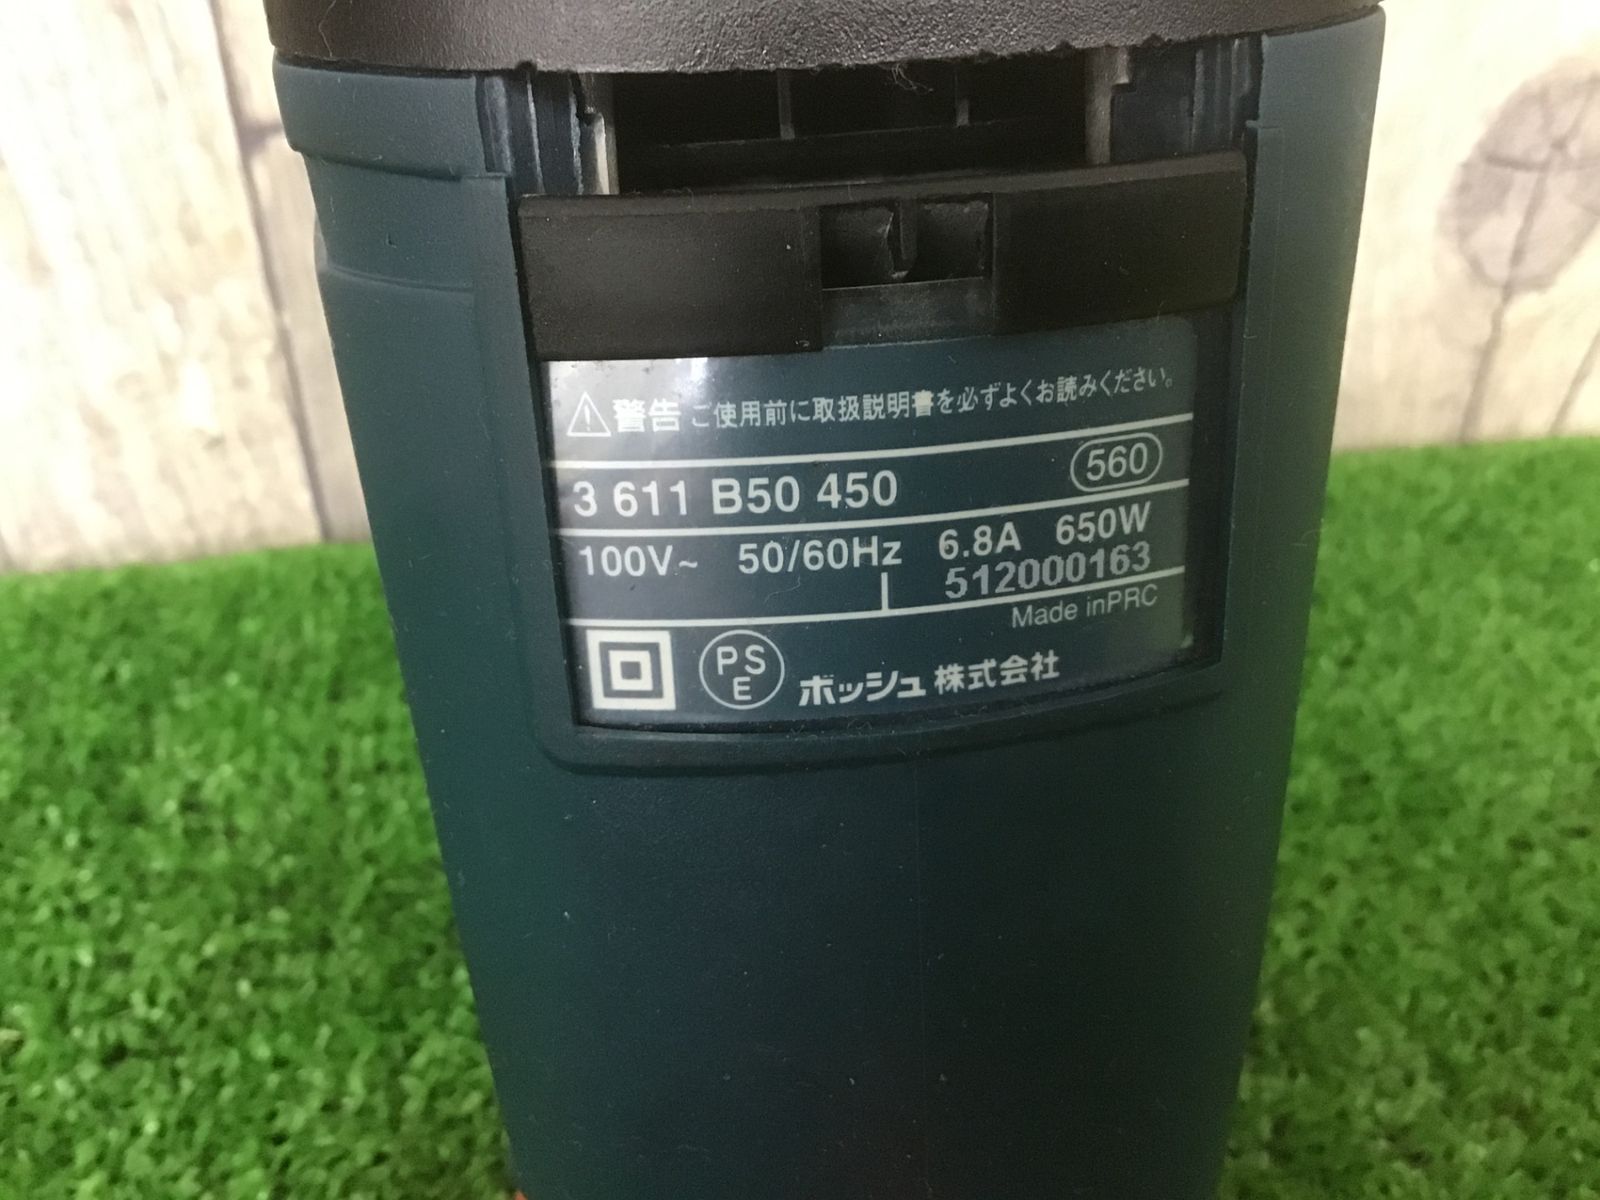 警告 ご使用前に取扱説明書を必ずよくお読みください。
3 611 B50 450 560
100V~ 50/60Hz 6.8A 650W
512000163
Made inPRC
PS
E
ボッシュ株式会社